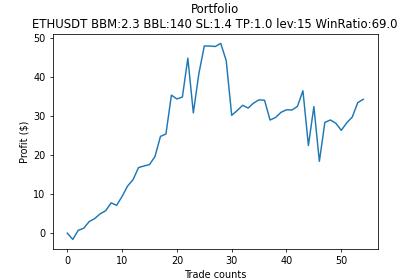 Portfolio
ETHUSDT BBM:2.3 BBL:140 SL:1.4 TP:1.0 lev:15 WinRatio:69.0
50
40
30
20
10
0
Profit ($)
0 10 20 30 40 50
Trade counts